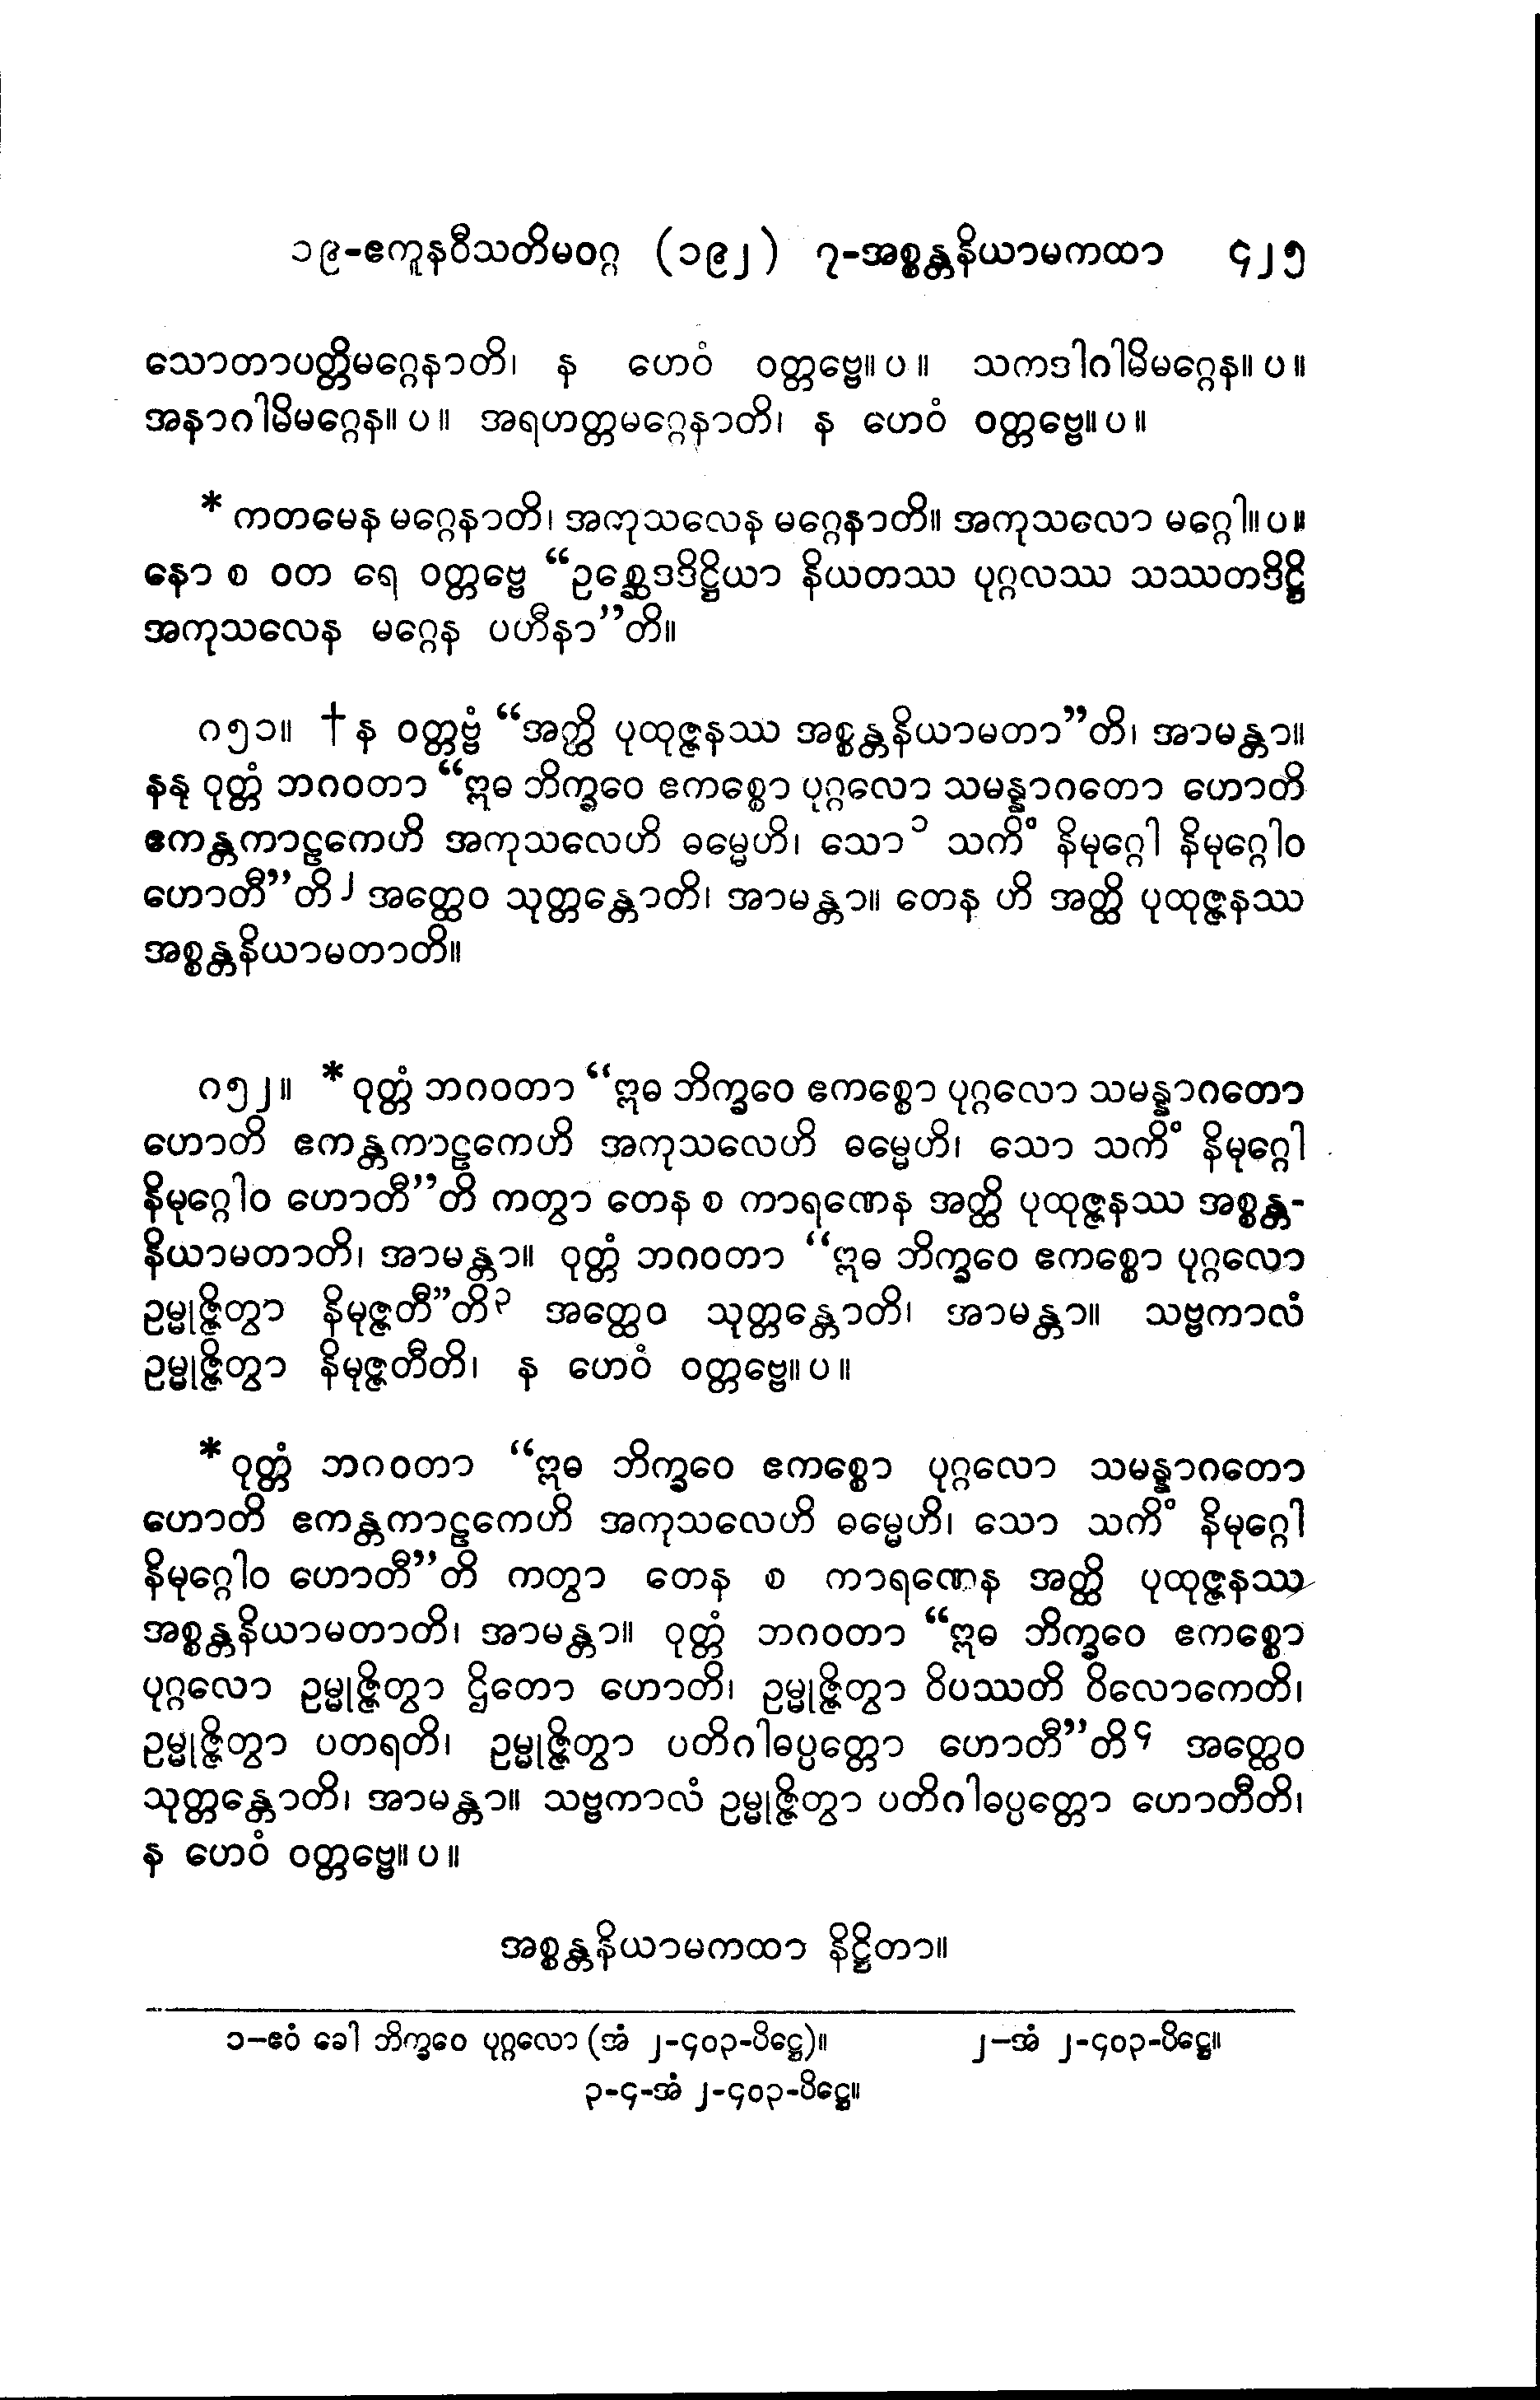 ၁၉-ဧကူနဝီသတိမဝဂ္ဂ (၁၉၂) ၇-အစ္စန္တနိယာမကထာ ၄၂၅
သောတာပတ္တိမဂ္ဂေနာတိ၊ န ဟေဝံ ဝတ္တဗ္ဗေ။ ပ ။ သကဒါဂါမိမဂ္ဂေန။ ပ ။
အနာဂါမိမဂ္ဂေန။ ပ ။ အရဟတ္တမဂ္ဂေနာတိ၊ န ဟေဝံ ဝတ္တဗ္ဗေ။ ပ ။
* ကတမေန မဂ္ဂေနာတိ၊ အကုသလေန မဂ္ဂေနာတိ။ အကုသလော မဂ္ဂေါ။ ပ ။
နော စ ဝတ ရေ ဝတ္တဗ္ဗေ “ဥစ္ဆေဒဒိဋ္ဌိယာ နိယတဿ ပုဂ္ဂလဿ သဿတဒိဋ္ဌိ
အကုသလေန မဂ္ဂေန ပဟီနာ”တိ။
၈၅၁။ † န ဝတ္တဗ္ဗံ “အတ္ထိ ပုထုဇ္ဇနဿ အစ္စန္တနိယာမတာ”တိ၊ အာမန္တာ။
နနု ဝုတ္တံ ဘဂဝတာ “ဣဓ ဘိက္ခဝေ ဧကစ္စော ပုဂ္ဂလော သမန္နာဂတော ဟောတိ
ဧကန္တကာဠကေဟိ အကုသလေဟိ ဓမ္မေဟိ၊ သော ၁ သကိံ နိမုဂ္ဂေါ နိမုဂ္ဂေါဝ
ဟောတီ”တိ ၂ အတ္ထေဝ သုတ္တန္တောတိ၊ အာမန္တာ။ တေန ဟိ အတ္ထိ ပုထုဇ္ဇနဿ
အစ္စန္တနိယာမတာတိ။
၈၅၂။ * ဝုတ္တံ ဘဂဝတာ “ဣဓ ဘိက္ခဝေ ဧကစ္စော ပုဂ္ဂလော သမန္နာဂတော
ဟောတိ ဧကန္တကာဠကေဟိ အကုသလေဟိ ဓမ္မေဟိ၊ သော သကိံ နိမုဂ္ဂေါ
နိမုဂ္ဂေါဝ ဟောတီ”တိ ကတွာ တေန စ ကာရဏေန အတ္ထိ ပုထုဇ္ဇနဿ အစ္စန္တ-
နိယာမတာတိ၊ အာမန္တာ။ ဝုတ္တံ ဘဂဝတာ “ဣဓ ဘိက္ခဝေ ဧကစ္စော ပုဂ္ဂလော
ဥမ္မုဇ္ဇိတွာ နိမုဇ္ဇတီ”တိ ၃ အတ္ထေဝ သုတ္တန္တောတိ၊ အာမန္တာ။ သဗ္ဗကာလံ
ဥမ္မုဇ္ဇိတွာ နိမုဇ္ဇတီတိ၊ န ဟေဝံ ဝတ္တဗ္ဗေ။ ပ ။
* ဝုတ္တံ ဘဂဝတာ “ဣဓ ဘိက္ခဝေ ဧကစ္စော ပုဂ္ဂလော သမန္နာဂတော
ဟောတိ ဧကန္တကာဠကေဟိ အကုသလေဟိ ဓမ္မေဟိ၊ သော သကိံ နိမုဂ္ဂေါ
နိမုဂ္ဂေါဝ ဟောတီ”တိ ကတွာ တေန စ ကာရဏေန အတ္ထိ ပုထုဇ္ဇနဿ
အစ္စန္တနိယာမတာတိ၊ အာမန္တာ။ ဝုတ္တံ ဘဂဝတာ “ဣဓ ဘိက္ခဝေ ဧကစ္စော
ပုဂ္ဂလော ဥမ္မုဇ္ဇိတွာ ဌိတော ဟောတိ၊ ဥမ္မုဇ္ဇိတွာ ဝိပဿတိ ဝိလောကေတိ၊
ဥမ္မုဇ္ဇိတွာ ပတရတိ၊ ဥမ္မုဇ္ဇိတွာ ပတိဂါဓပ္ပတ္တော ဟောတီ”တိ ၄ အတ္ထေဝ
သုတ္တန္တောတိ၊ အာမန္တာ။ သဗ္ဗကာလံ ဥမ္မုဇ္ဇိတွာ ပတိဂါဓပ္ပတ္တော ဟောတီတိ၊
န ဟေဝံ ဝတ္တဗ္ဗေ။ ပ ။
အစ္စန္တနိယာမကထာ နိဋ္ဌိတာ။
၁–ဧဝံ ခေါ ဘိက္ခဝေ ပုဂ္ဂလော (အံ ၂-၄၀၃-ပိဋ္ဌေ)။ ၂–အံ ၂-၄၀၃-ပိဋ္ဌေ။
၃-၄-အံ ၂-၄၀၃-ပိဋ္ဌေ။